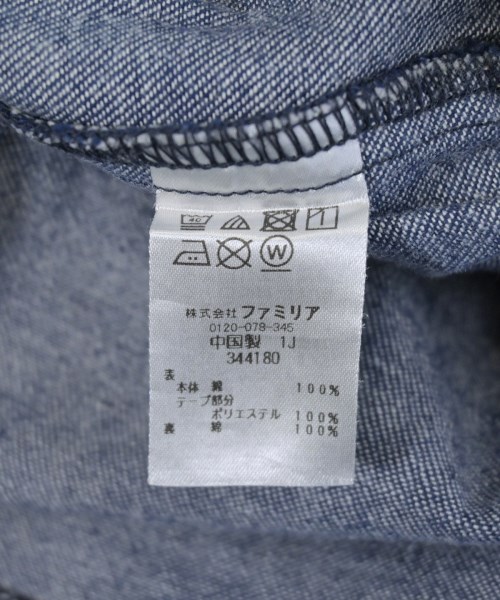 株式会社 ファミリア
0120-078-345
中国製 1J
344180
表
本体 綿 100%
テープ部分
ポリエステル 100%
裏 綿 100%